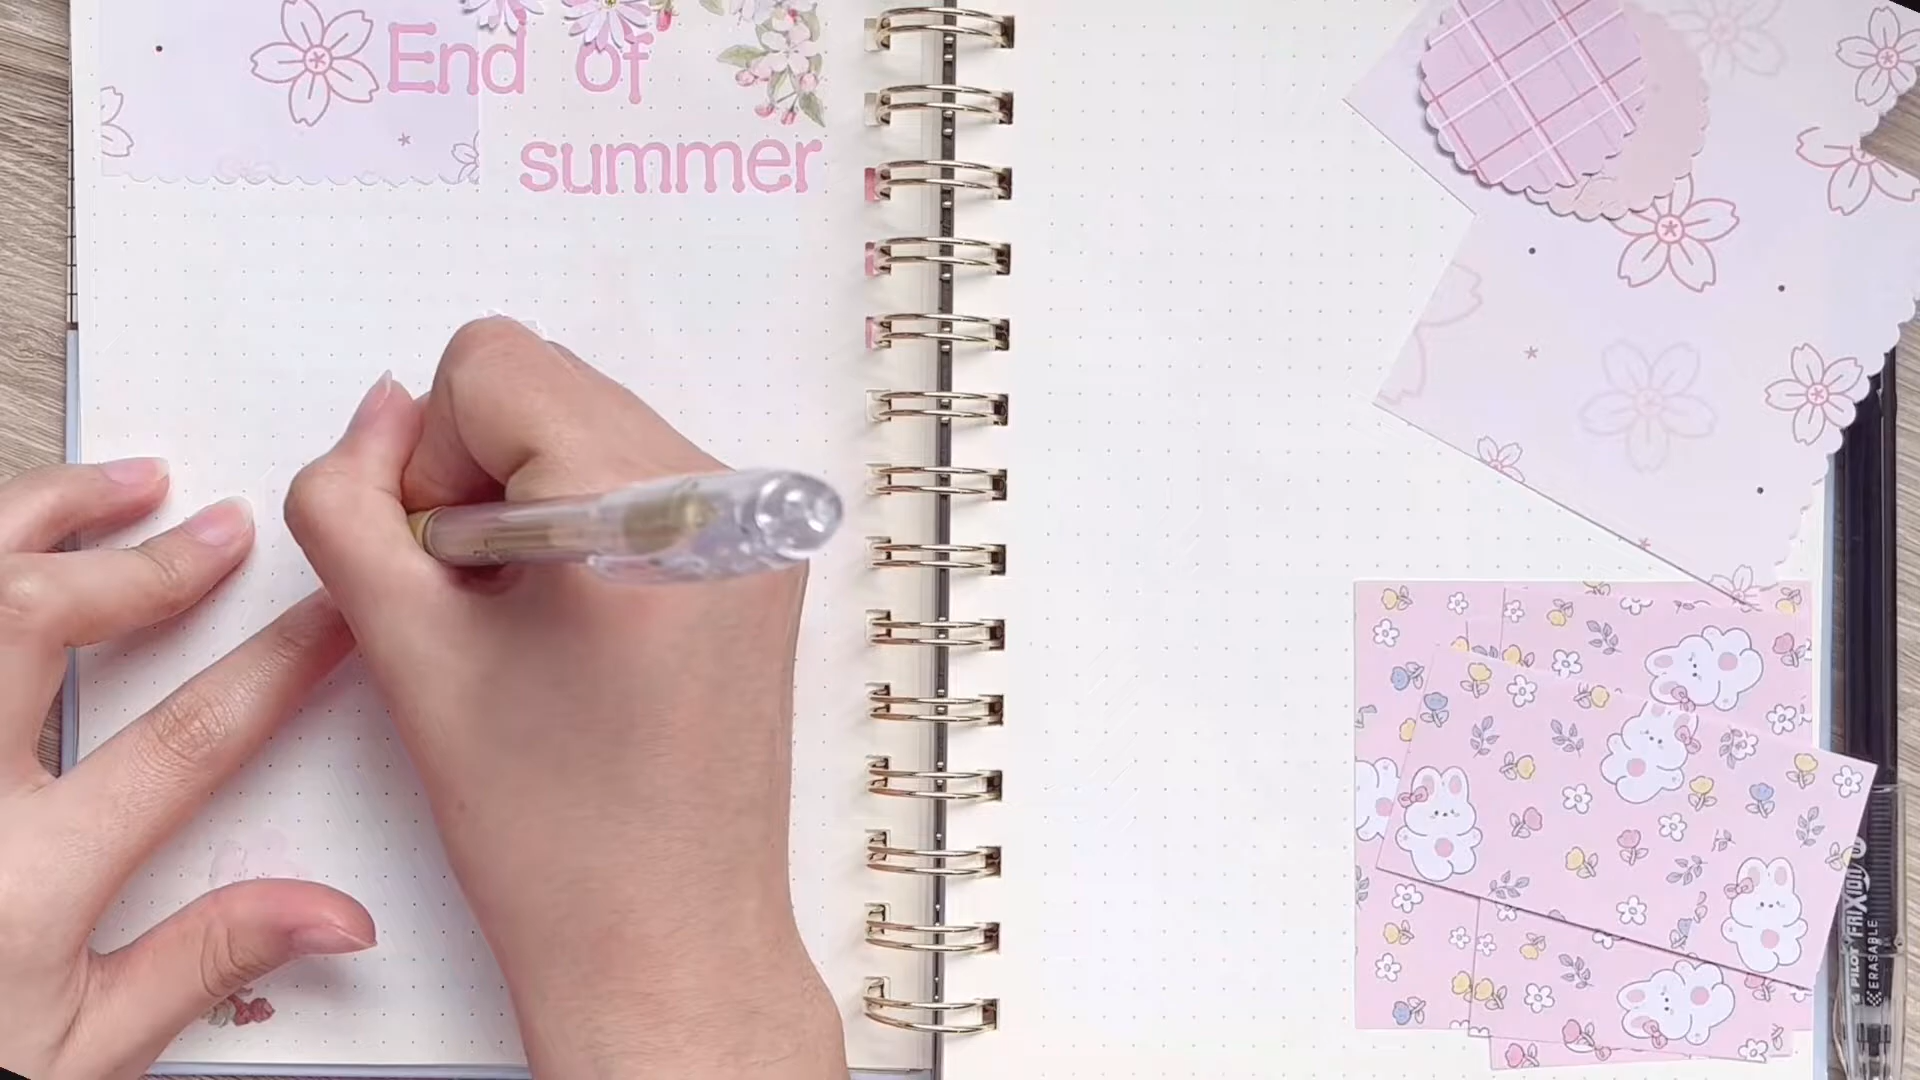 End of
summer
PILOT FRIXION
ERASABLE